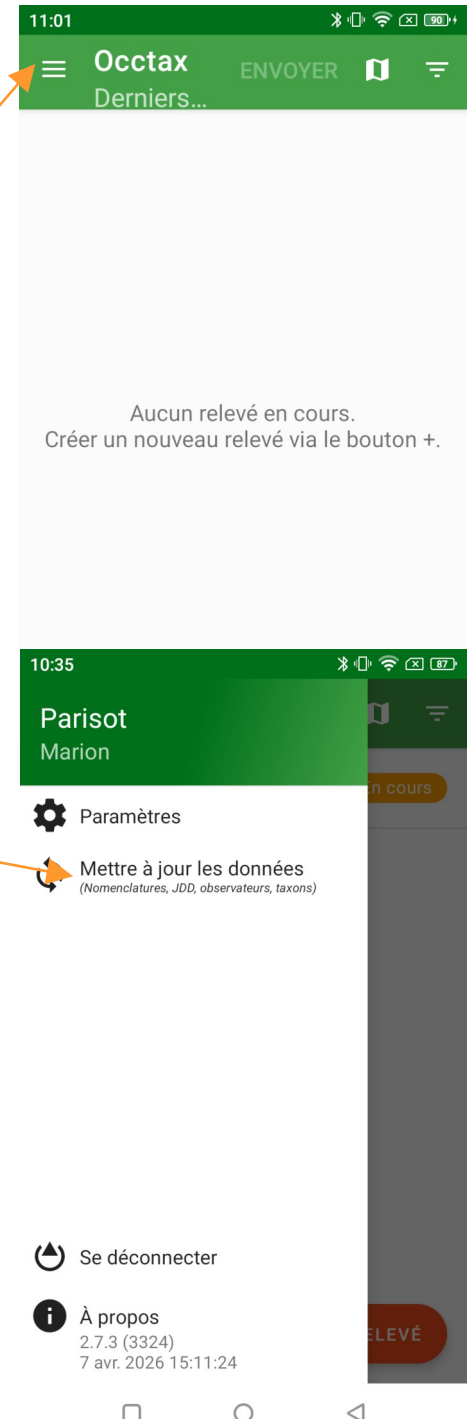 11:01
90
Occtax
ENVOYER
Derniers...
Aucun relevé en cours.
Créer un nouveau relevé via le bouton +.
10:35
87
Parisot
Marion
n cours
Paramètres
Mettre à jour les données
(Nomenclatures, JDD, observateurs, taxons)
Se déconnecter
À propos
2.7.3 (3324)
7 avr. 2026 15:11:24
ELEVÉ